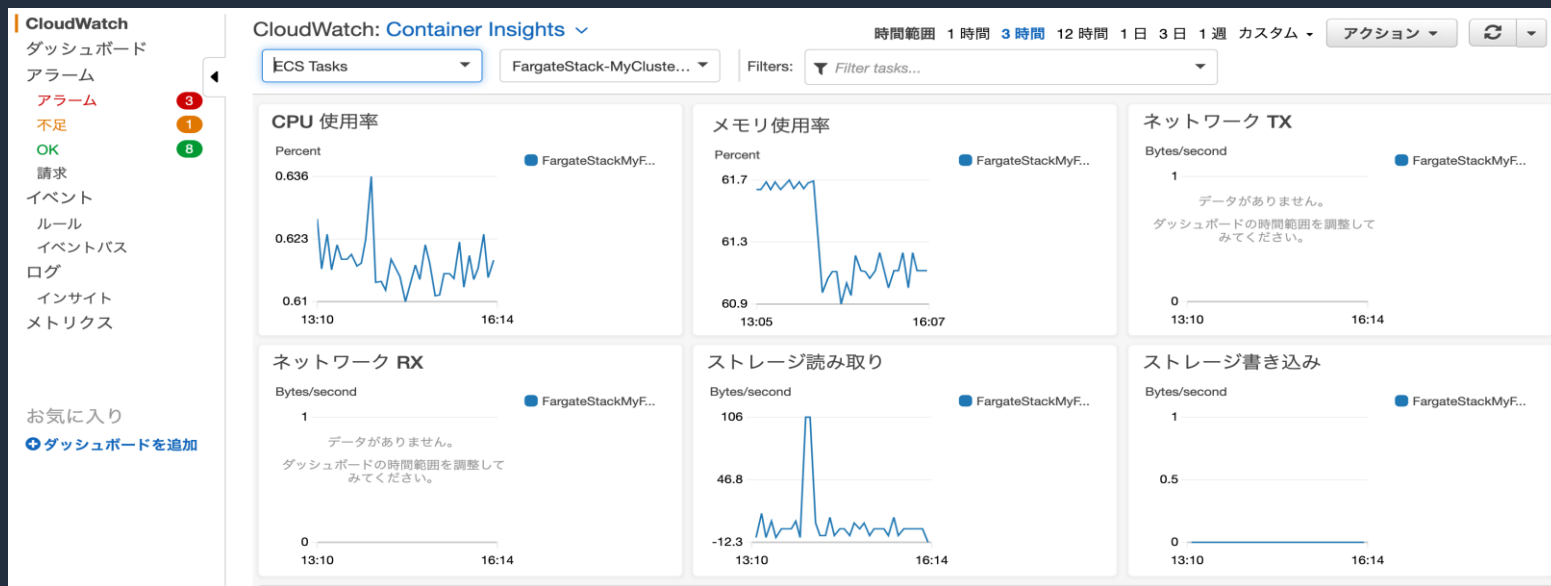 CloudWatch
ダッシュボード
アラーム
アラーム 3
不足 1
OK 8
請求
イベント
ルール
イベントバス
ログ
インサイト
メトリクス
お気に入り
ダッシュボードを追加
CloudWatch: Container Insights
時間範囲 1 時間 3 時間 12 時間 1 日 3 日 1 週 カスタム
アクション
ECS Tasks
FargateStack-MyCluste...
Filters:
Filter tasks...
CPU 使用率
Percent
FargateStackMyF...
0.636
0.623
0.61
13:10 16:14
メモリ使用率
Percent
FargateStackMyF...
61.7
61.3
60.9
13:05 16:07
ネットワーク TX
Bytes/second
FargateStackMyF...
1
データがありません。
ダッシュボードの時間範囲を調整して
みてください。
0
13:10 16:14
ネットワーク RX
Bytes/second
FargateStackMyF...
1
データがありません。
ダッシュボードの時間範囲を調整して
みてください。
0
13:10 16:14
ストレージ読み取り
Bytes/second
FargateStackMyF...
106
46.8
-12.3
13:10 16:14
ストレージ書き込み
Bytes/second
FargateStackMyF...
1
0.5
0
13:10 16:14